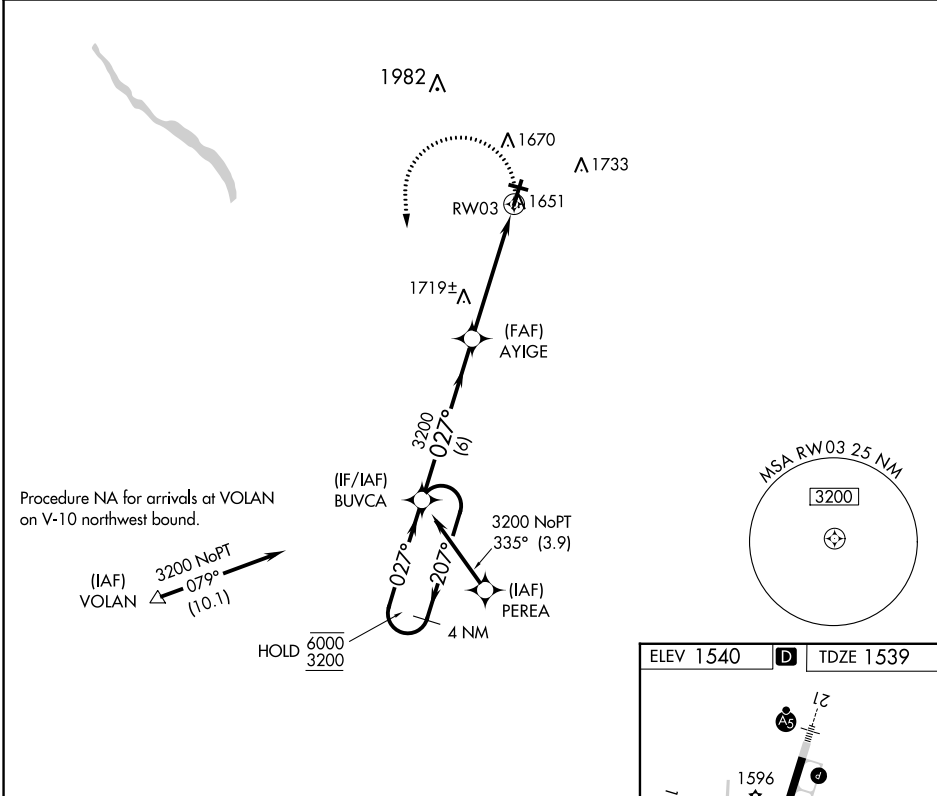 1982
1670
1733
RW03
1651
1719±
(FAF)
AYIGE
3200
027°
(6)
(IF/IAF)
BUVCA
MSA RW03 25 NM
3200
Procedure NA for arrivals at VOLAN
on V-10 northwest bound.
3200 NoPT
335° (3.9)
3200 NoPT
079°
(10.1)
(IAF)
VOLAN
027°
207°
(IAF)
PEREA
4 NM
HOLD 6000
3200
ELEV 1540 D TDZE 1539
21
A5
1596
P